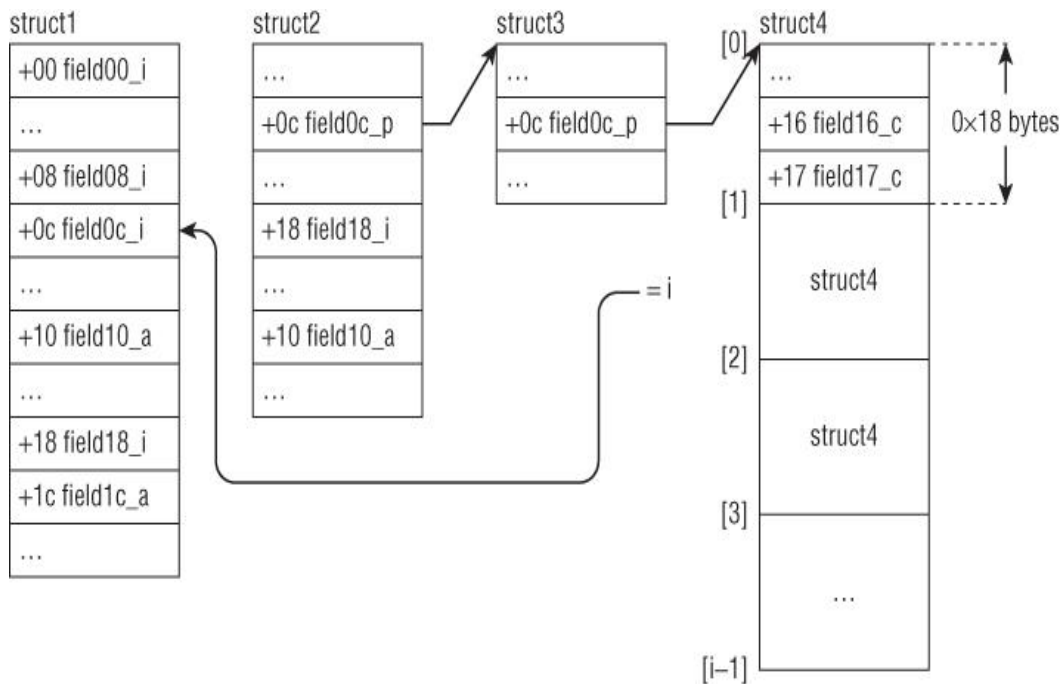 struct1
+00 field00_i
...
+08 field08_i
+0c field0c_i
...
+10 field10_a
...
+18 field18_i
+1c field1c_a
...
struct2
...
+0c field0c_p
...
+18 field18_i
...
+10 field10_a
...
struct3
...
+0c field0c_p
...
= i
[0] struct4
...
+16 field16_c
+17 field17_c
0×18 bytes
[1]
struct4
[2]
struct4
[3]
...
[i–1]